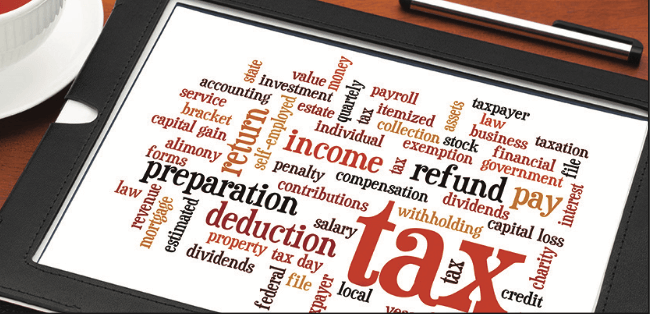 state
value
money
accounting
investment
service
bracket
return
self-employed
estate
quartely
tax
payroll
itemized
assets
taxpayer
law
capital gain
individual
collection
stock
business
taxation
alimony
income
exemption
financial
file
forms
tax
government
penalty
refund
pay
preparation
contributions
compensation
dividends
interest
law
revenue
mortgage
estimated
deduction
salary
tax
withholding
capital loss
property
tax day
dividends
tax
charity
federal
file
local
credit